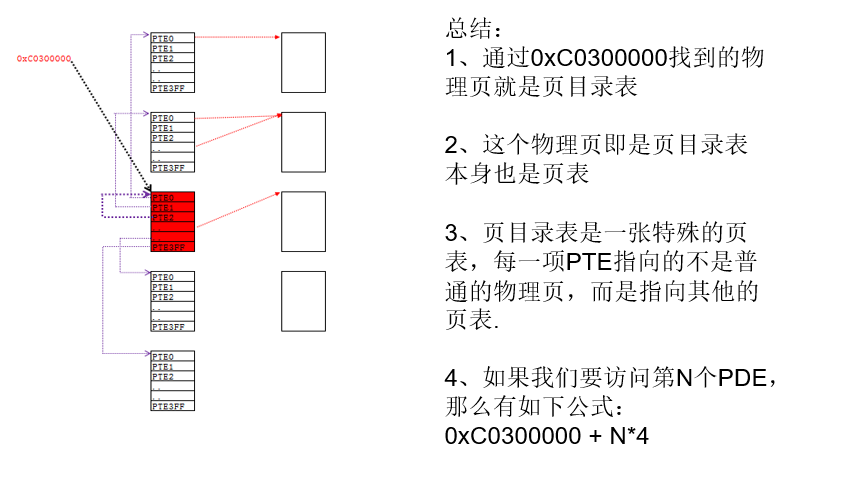 PTE0
PTE1
PTE2
..
..
PTE3FF
0xC0300000
PTE0
PTE1
PTE2
..
..
PTE3FF
PTE0
PTE1
PTE2
..
..
PTE3FF
PTE0
PTE1
PTE2
..
..
PTE3FF
PTE0
PTE1
PTE2
..
..
PTE3FF
总结：
1、通过0xC0300000找到的物
理页就是页目录表
2、这个物理页即是页目录表
本身也是页表
3、页目录表是一张特殊的页
表，每一项PTE指向的不是普
通的物理页，而是指向其他的
页表.
4、如果我们要访问第N个PDE，
那么有如下公式：
0xC0300000 + N*4